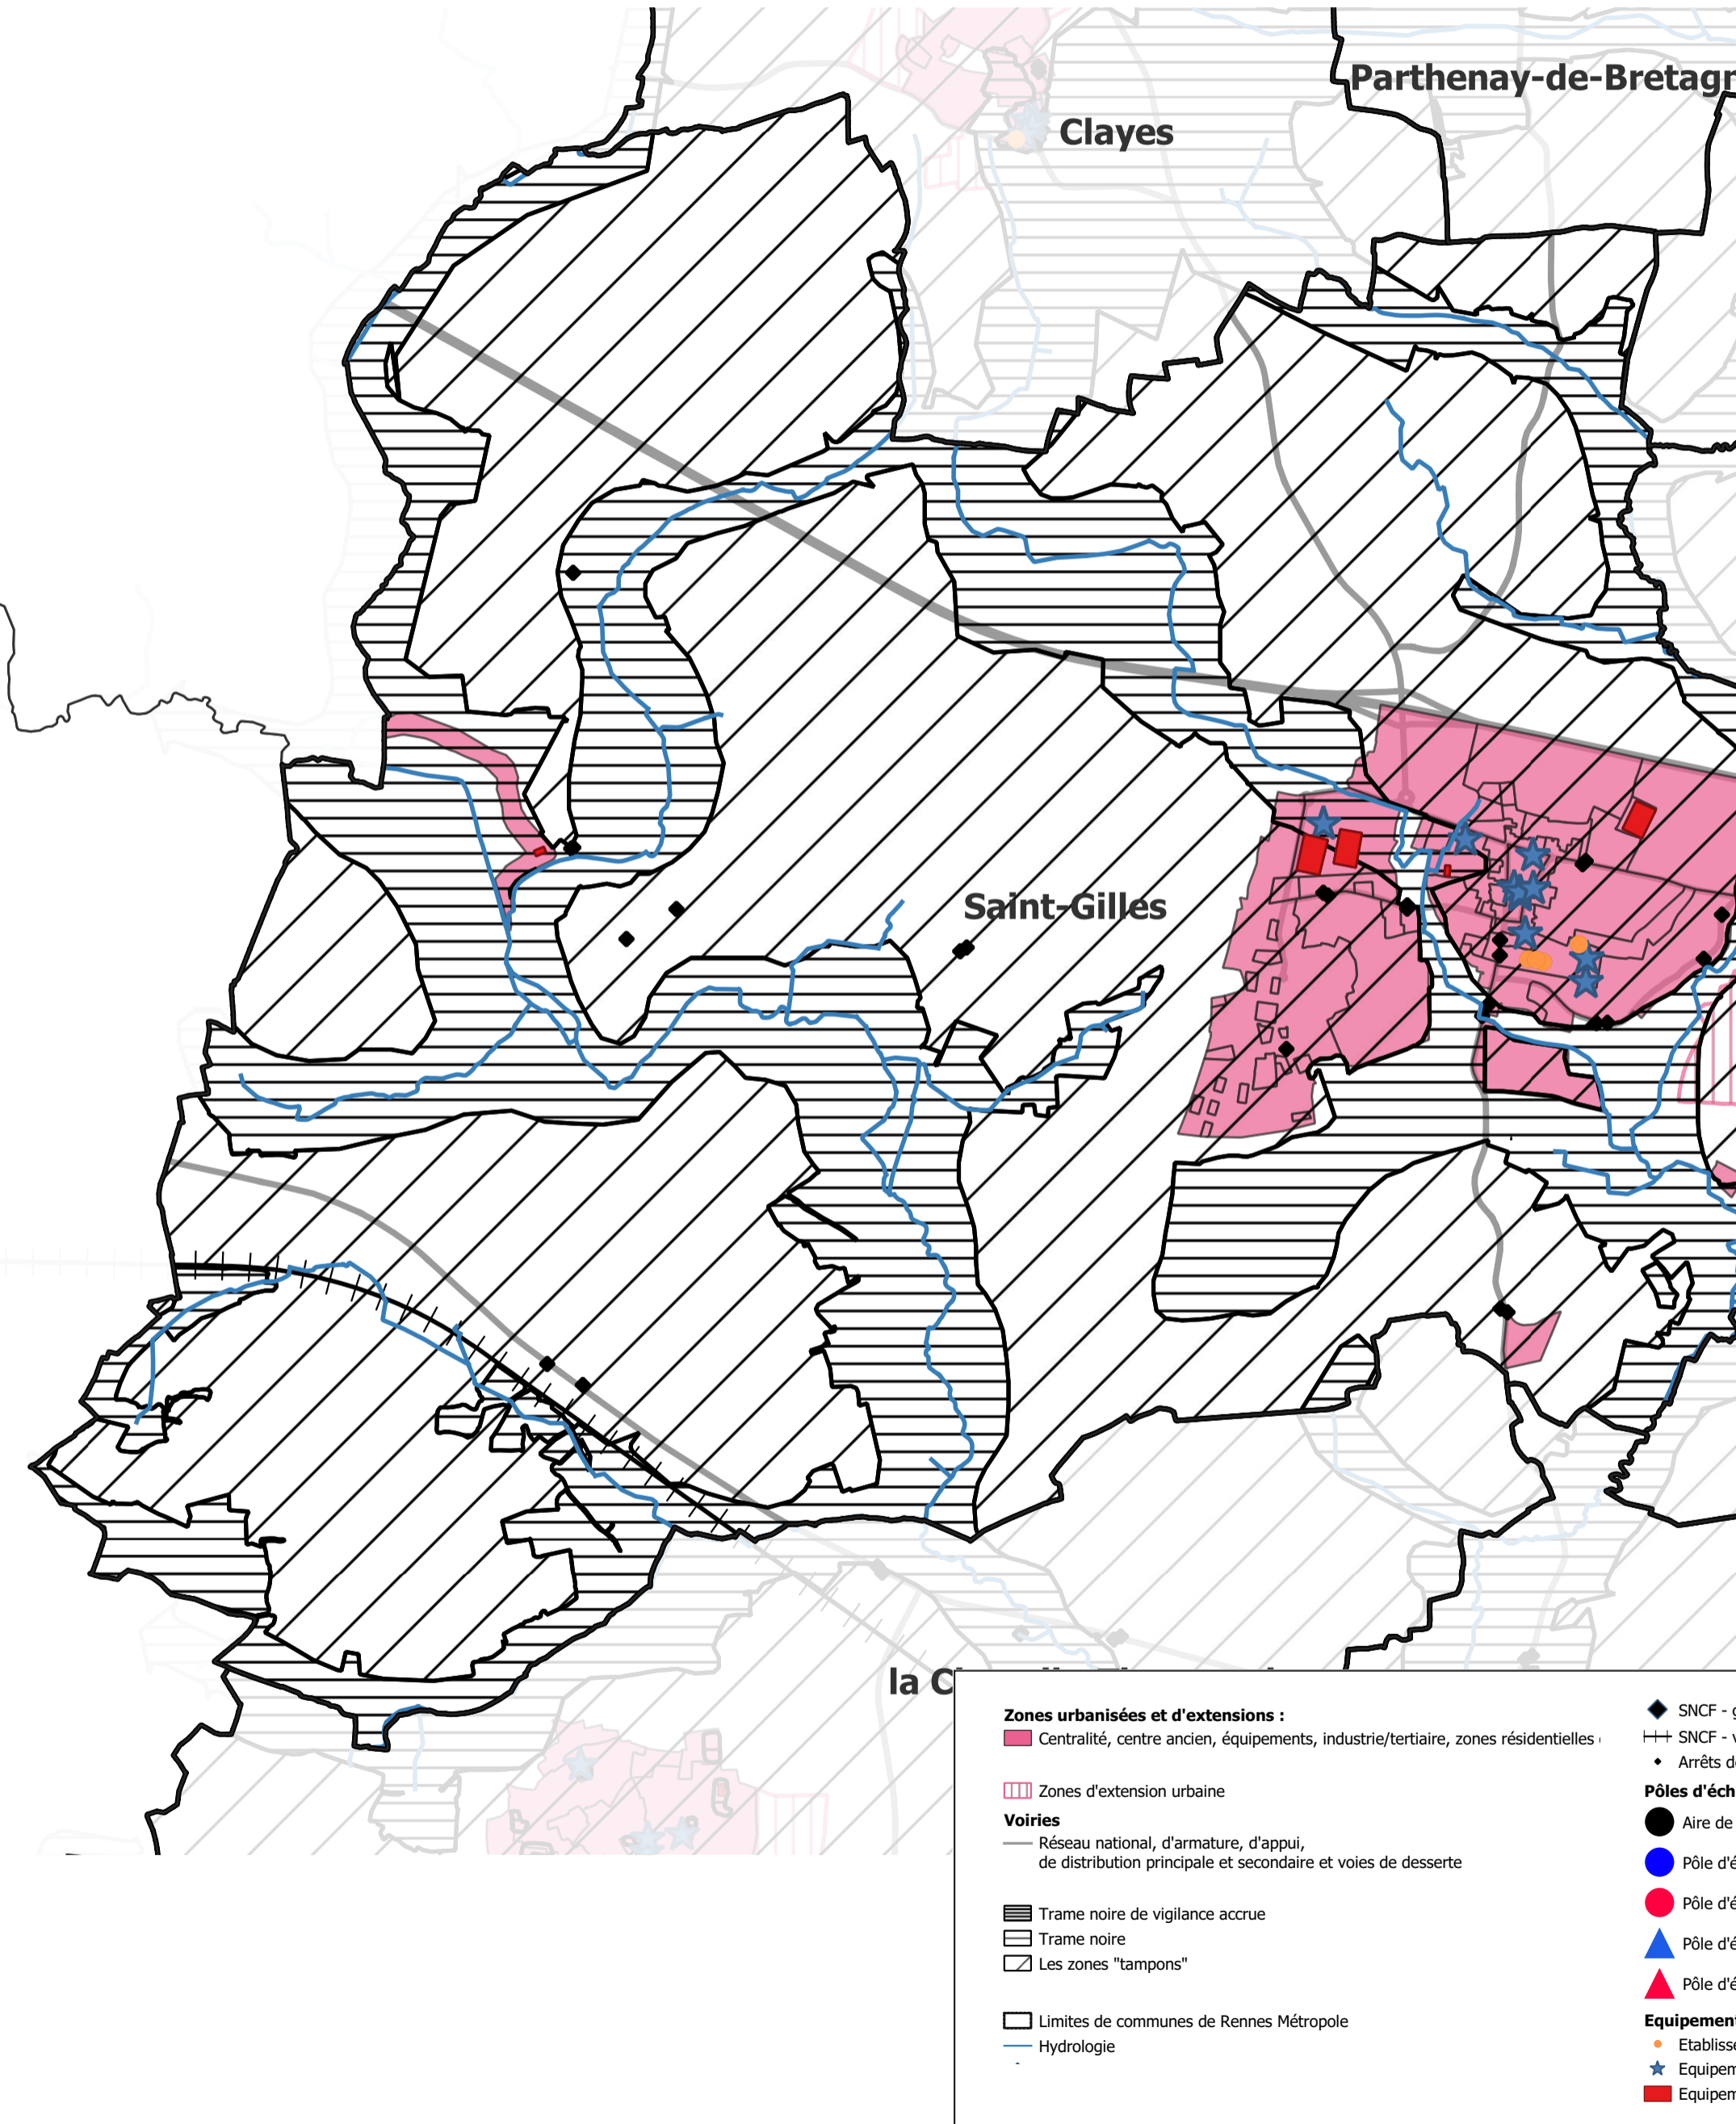 Parthenay-de-Bretagn
Clayes
Saint-Gilles
la C
Zones urbanisées et d'extensions :
Centralité, centre ancien, équipements, industrie/tertiaire, zones résidentielles
Zones d'extension urbaine
Voiries
Réseau national, d'armature, d'appui,
de distribution principale et secondaire et voies de desserte
Trame noire de vigilance accrue
Trame noire
Les zones "tampons"
Limites de communes de Rennes Métropole
Hydrologie
SNCF - g
SNCF - v
Arrêts d
Pôles d'éch
Aire de
Pôle d'é
Pôle d'é
Pôle d'é
Pôle d'é
Equipement
Etablisse
Equipem
Equipem